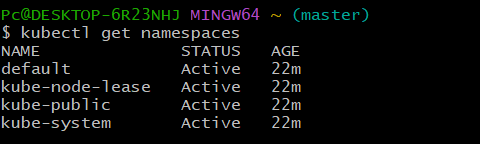 Pc@DESKTOP-6R23NHJ MINGW64 ~ (master)
$ kubectl get namespaces
NAME              STATUS   AGE
default           Active   22m
kube-node-lease   Active   22m
kube-public       Active   22m
kube-system       Active   22m